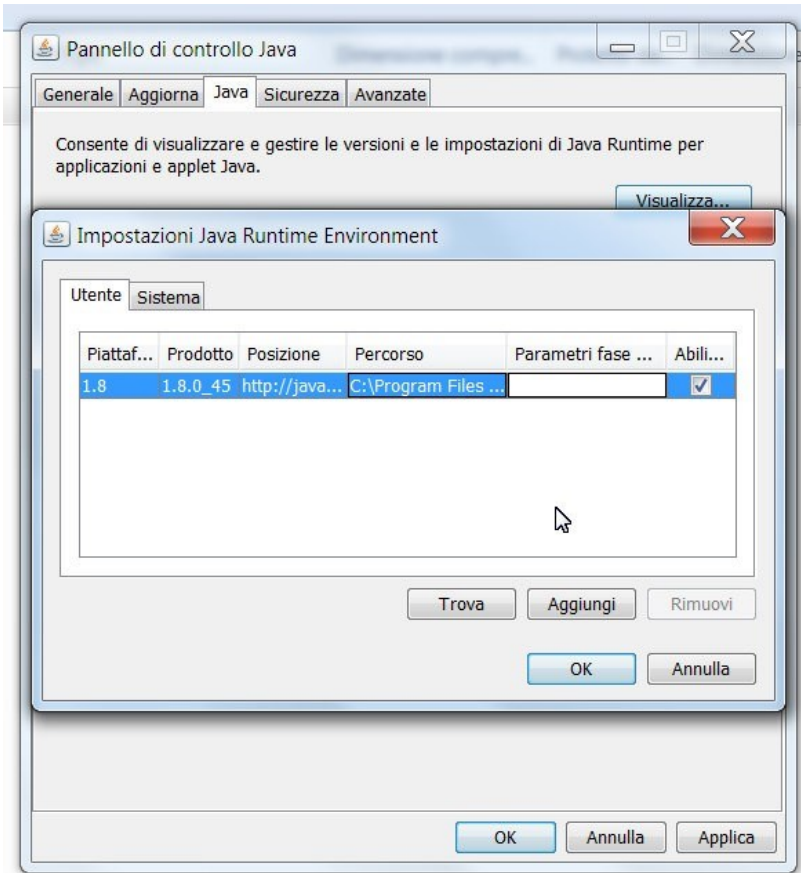 Pannello di controllo Java
Generale Aggiorna Java Sicurezza Avanzate
Consente di visualizzare e gestire le versioni e le impostazioni di Java Runtime per
applicazioni e applet Java.
Visualizza...
Impostazioni Java Runtime Environment
Utente Sistema
Piattaf... Prodotto Posizione Percorso Parametri fase ... Abili...
1.8 1.8.0_45 http://java... C:\Program Files ...
Trova Aggiungi Rimuovi
OK Annulla
OK Annulla Applica